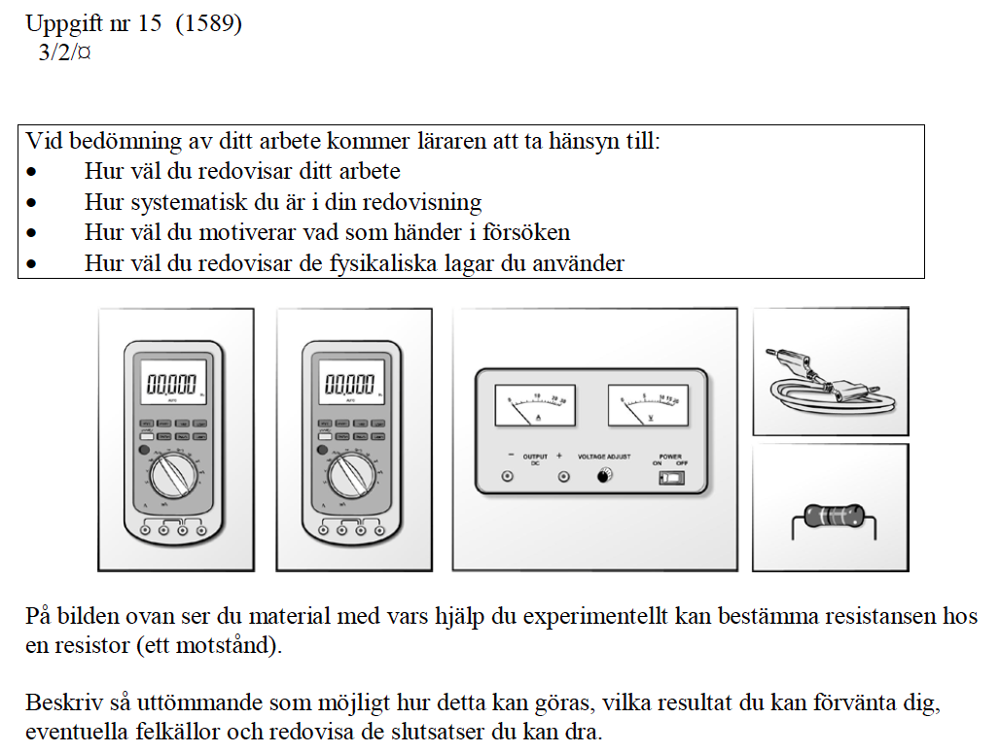 Uppgift nr 15 (1589)
3/2/¤
Vid bedömning av ditt arbete kommer läraren att ta hänsyn till:
• Hur väl du redovisar ditt arbete
• Hur systematisk du är i din redovisning
• Hur väl du motiverar vad som händer i försöken
• Hur väl du redovisar de fysikaliska lagar du använder
00.000
00.000
0 10 20 30
A
0 5 10 15 20
V
− OUTPUT +
DC
VOLTAGE ADJUST
POWER
ON OFF
På bilden ovan ser du material med vars hjälp du experimentellt kan bestämma resistansen hos
en resistor (ett motstånd).
Beskriv så uttömmande som möjligt hur detta kan göras, vilka resultat du kan förvänta dig,
eventuella felkällor och redovisa de slutsatser du kan dra.